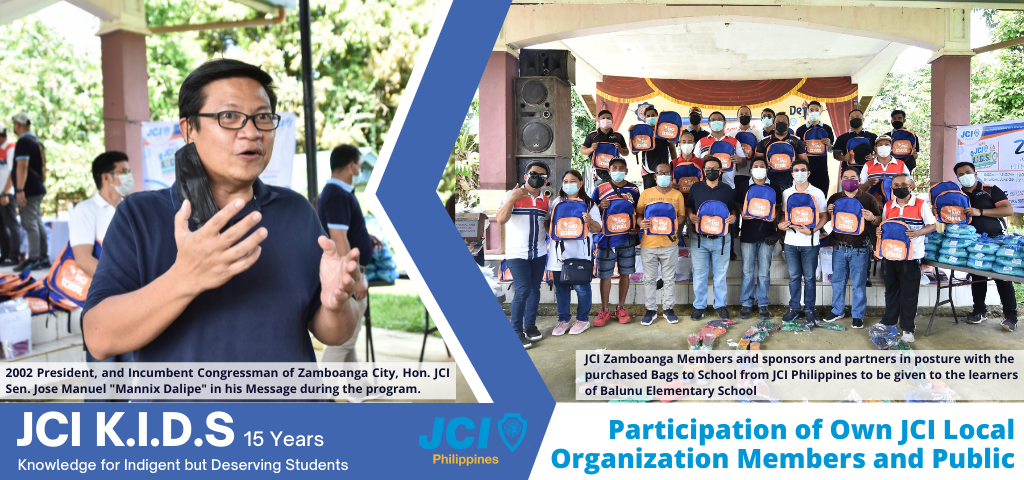 2002 President, and Incumbent Congressman of Zamboanga City, Hon. JCI
Sen. Jose Manuel "Mannix Dalipe" in his Message during the program.
JCI Zamboanga Members and sponsors and partners in posture with the
purchased Bags to School from JCI Philippines to be given to the learners
of Balunu Elementary School
JCI K.I.D.S 15 Years
Knowledge for Indigent but Deserving Students
JCI
Philippines
Participation of Own JCI Local
Organization Members and Public